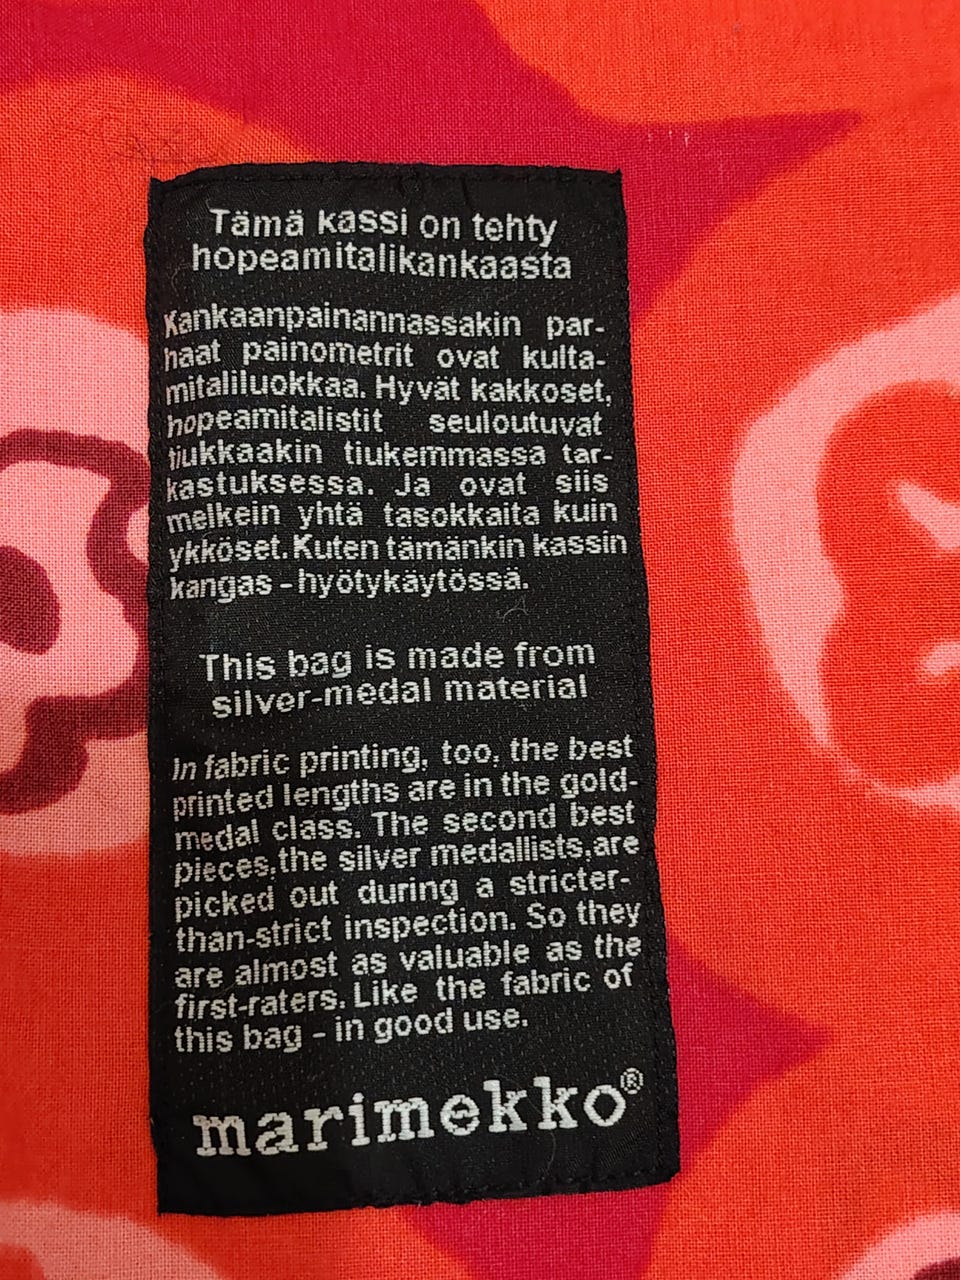 Tämä kassi on tehty
hopeamitalikankaasta
Kankaanpainannassakin par-
haat painometrit ovat kulta-
mitaliluokkaa. Hyvät kakkoset,
hopeamitalistit seuloutuvat
tiukkaakin tiukemmassa tar-
kastuksessa. Ja ovat siis
melkein yhtä tasokkaita kuin
ykköset. Kuten tämänkin kassin
kangas - hyötykäytössä.
This bag is made from
silver-medal material
In fabric printing, too, the best
printed lengths are in the gold-
medal class. The second best
pieces, the silver medallists, are
picked out during a stricter-
than-strict inspection. So they
are almost as valuable as the
first-raters. Like the fabric of
this bag - in good use.
marimekko®